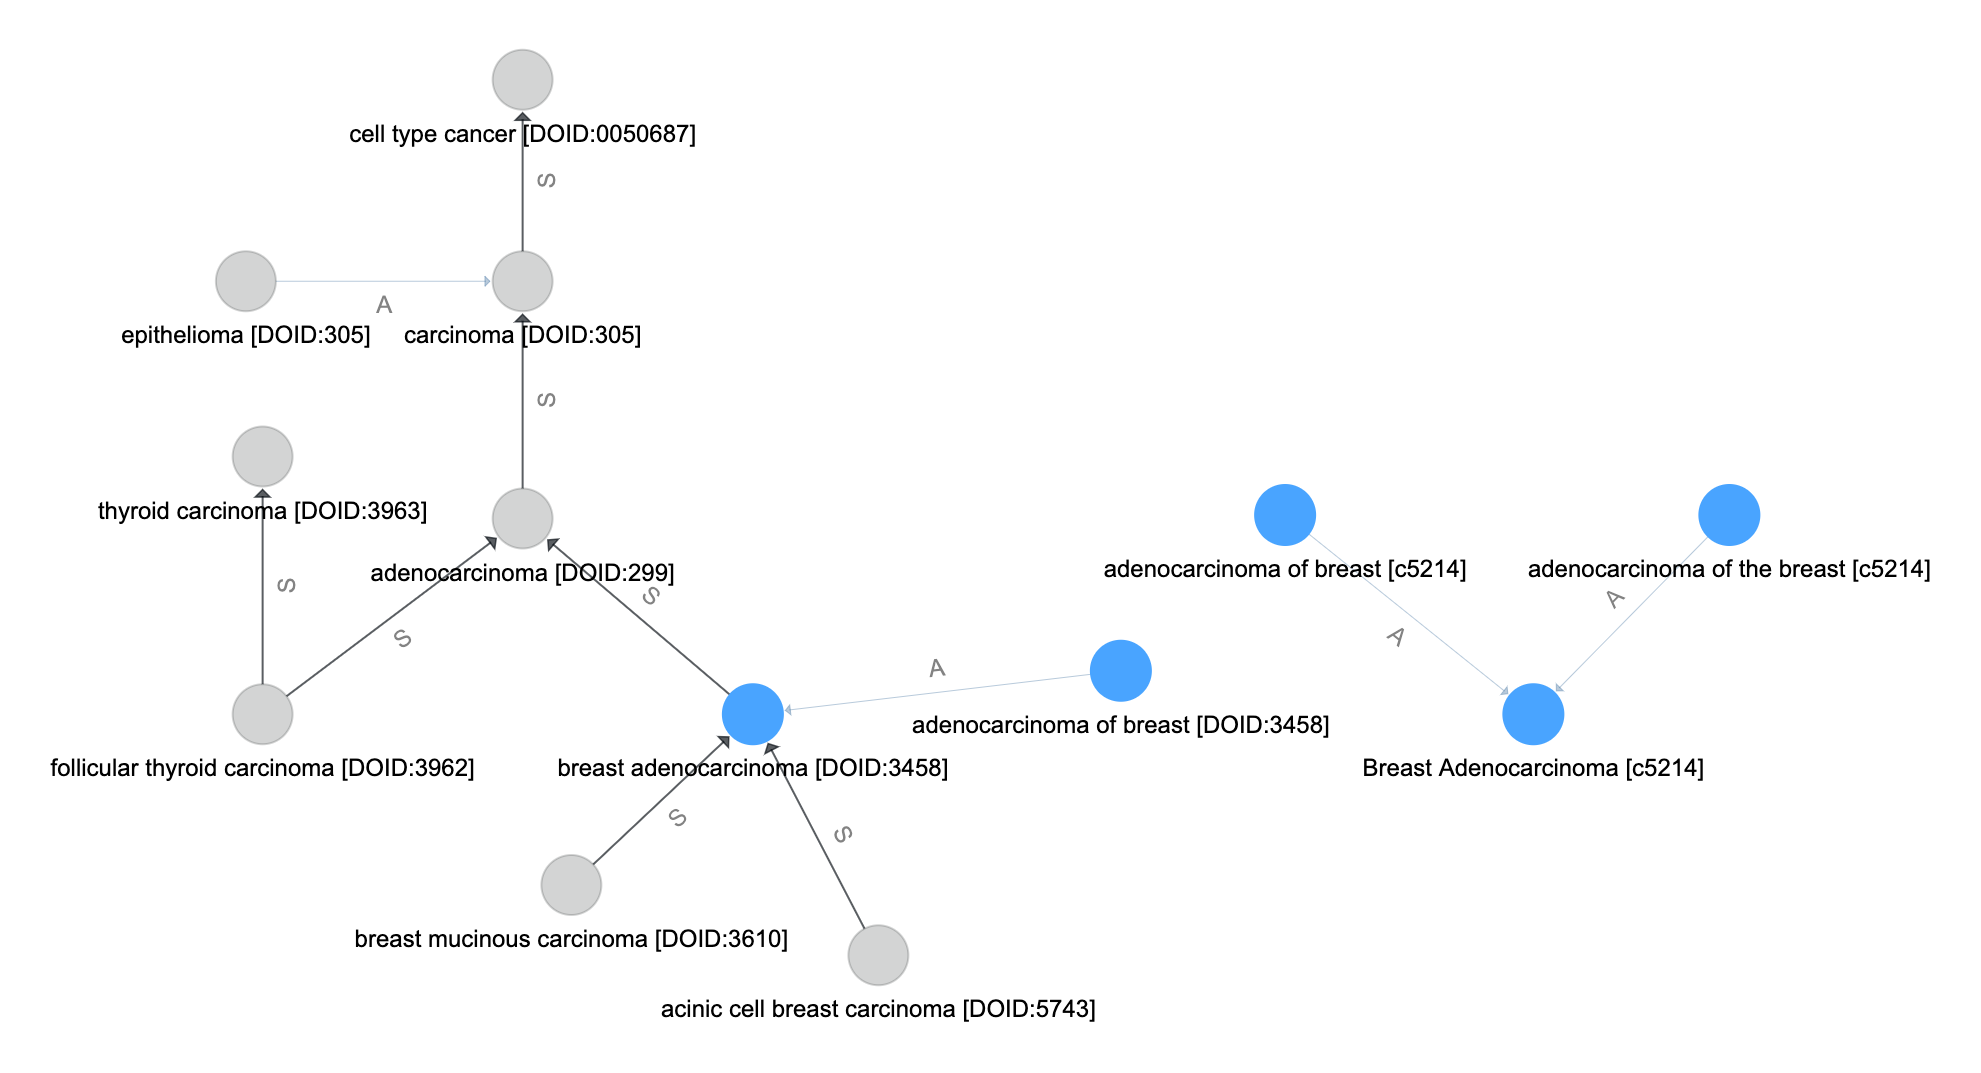 cell type cancer [DOID:0050687]
S
A
epithelioma [DOID:305]
carcinoma [DOID:305]
S
thyroid carcinoma [DOID:3963]
adenocarcinoma [DOID:299]
adenocarcinoma of breast [c5214]
adenocarcinoma of the breast [c5214]
S
S
S
A
A
A
adenocarcinoma of breast [DOID:3458]
follicular thyroid carcinoma [DOID:3962]
breast adenocarcinoma [DOID:3458]
Breast Adenocarcinoma [c5214]
S
S
breast mucinous carcinoma [DOID:3610]
acinic cell breast carcinoma [DOID:5743]